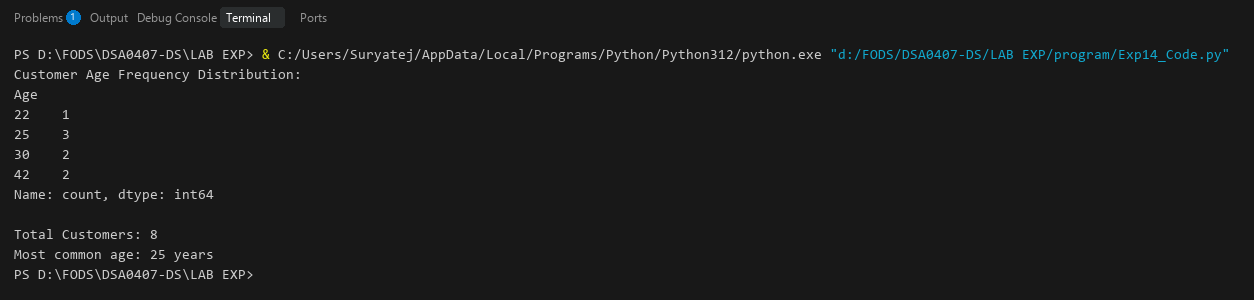 Problems 1 Output Debug Console Terminal Ports
PS D:\FODS\DSA0407-DS\LAB EXP> & C:/Users/Suryatej/AppData/Local/Programs/Python/Python312/python.exe "d:/FODS/DSA0407-DS/LAB EXP/program/Exp14_Code.py"
Customer Age Frequency Distribution:
Age
22    1
25    3
30    2
42    2
Name: count, dtype: int64
Total Customers: 8
Most common age: 25 years
PS D:\FODS\DSA0407-DS\LAB EXP>